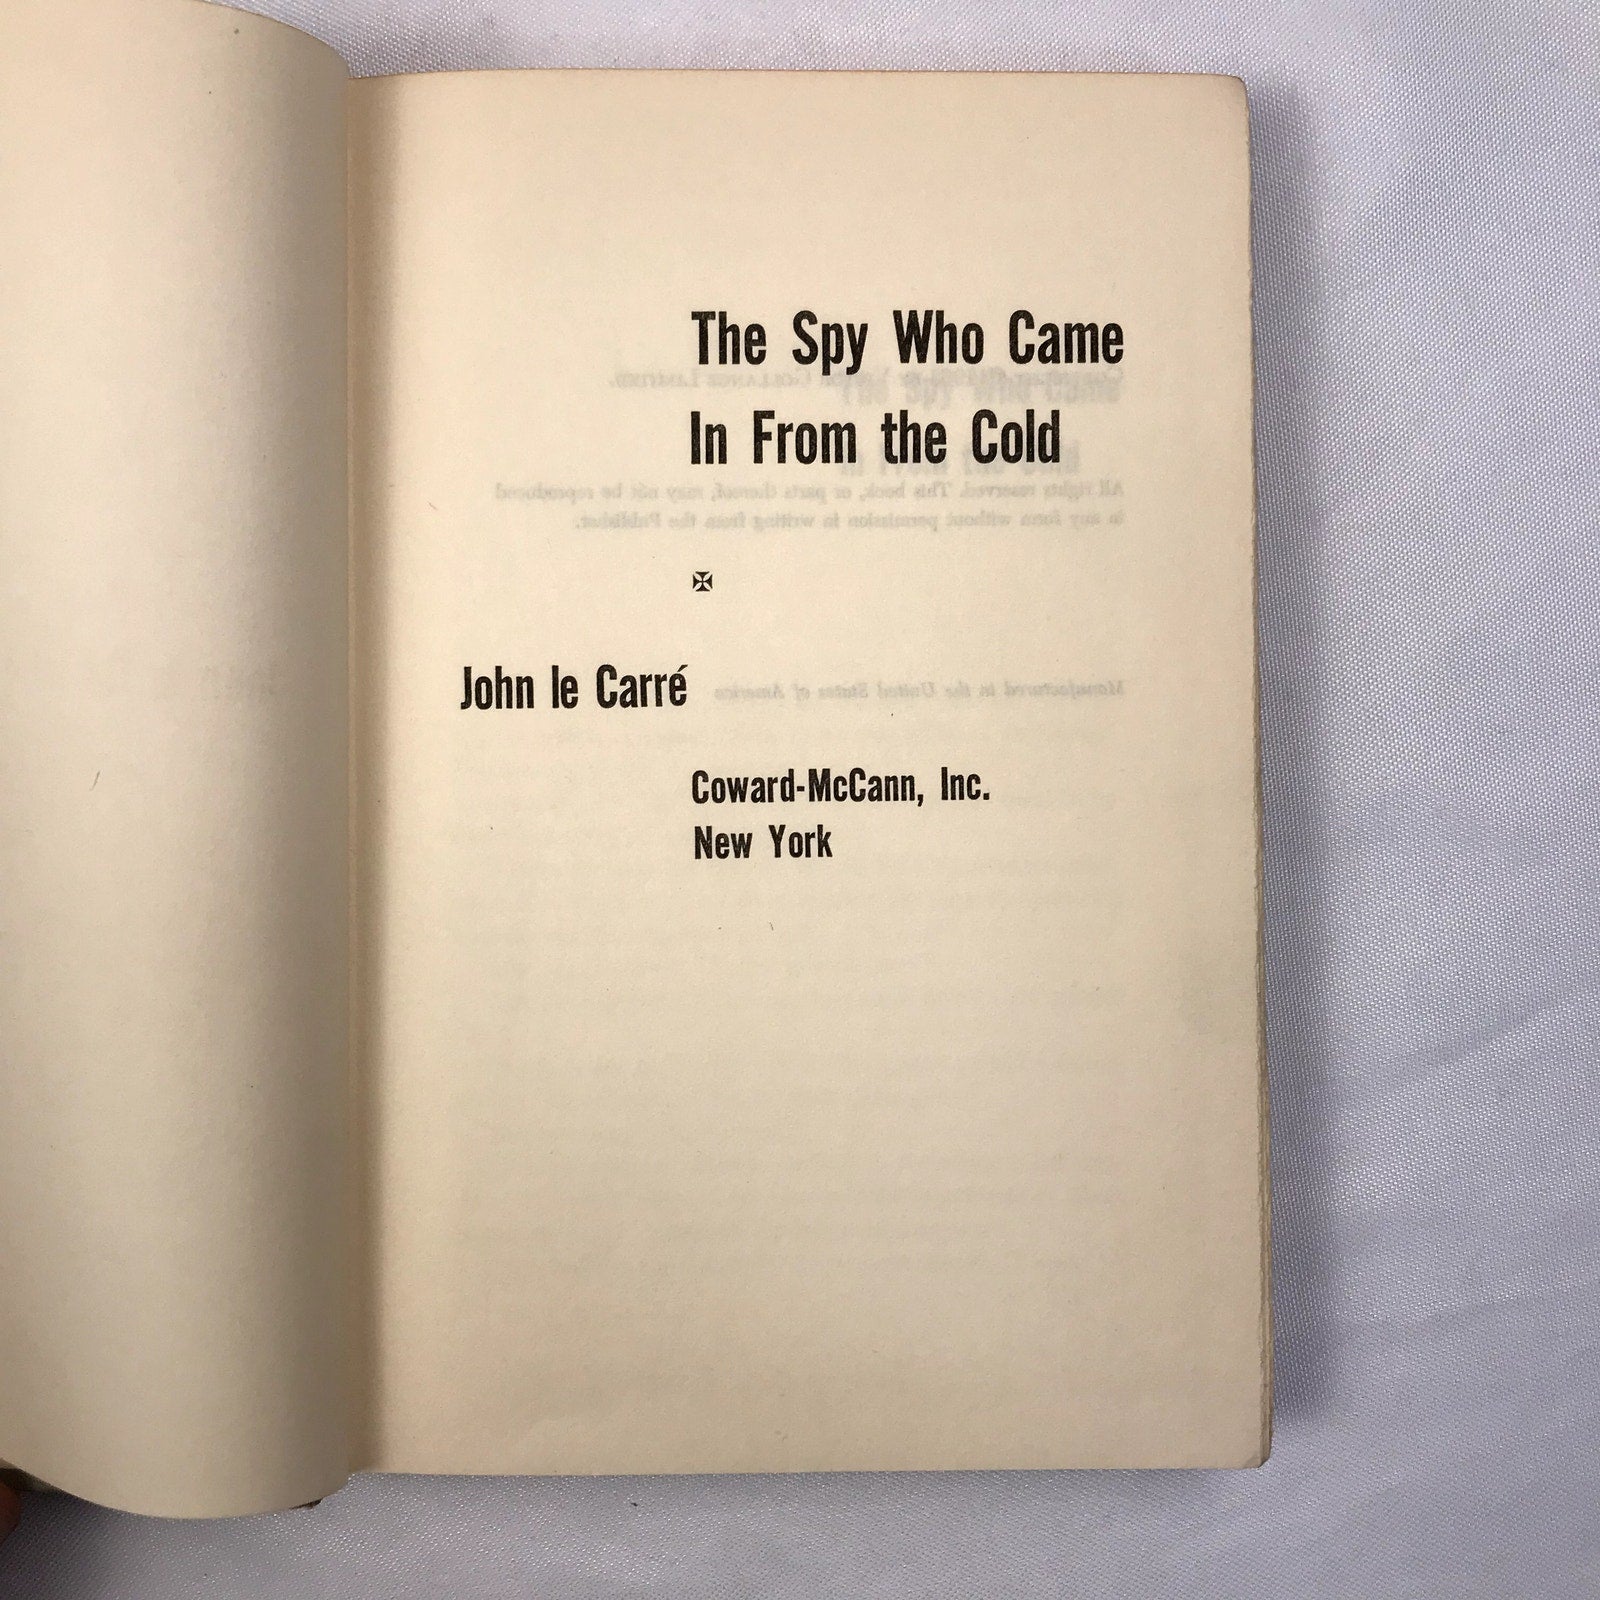 The Spy Who Came
In From the Cold
John le Carré
Coward-McCann, Inc.
New York